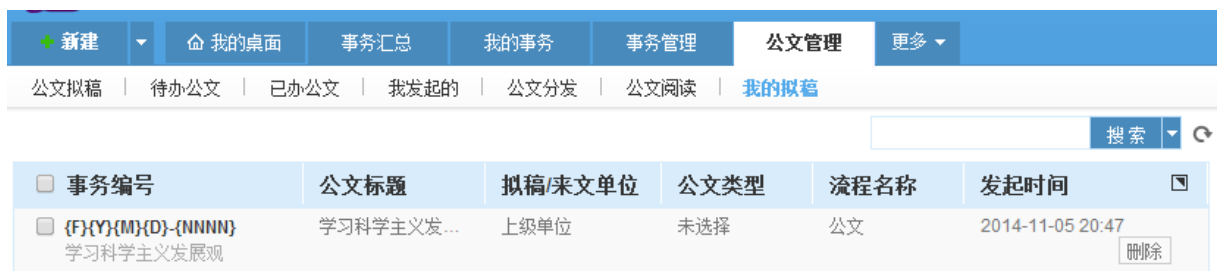 新建 我的桌面 事务汇总 我的事务 事务管理 公文管理 更多
公文拟稿 待办公文 已办公文 我发起的 公文分发 公文阅读 我的拟稿
搜索
事务编号 公文标题 拟稿/来文单位 公文类型 流程名称 发起时间
{F}{Y}{M}{D}-{NNNN} 学习科学主义发... 上级单位 未选择 公文 2014-11-05 20:47
学习科学主义发展观 删除